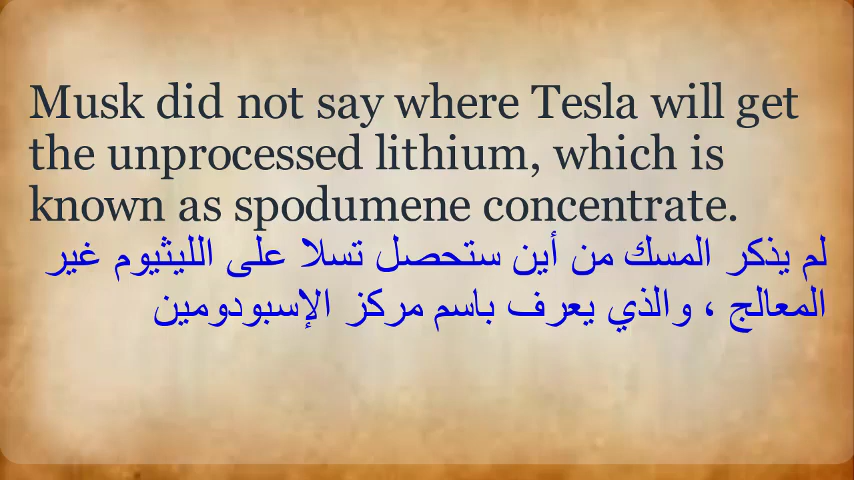 Musk did not say where Tesla will get
the unprocessed lithium, which is
known as spodumene concentrate.
لم يذكر المسك من أين ستحصل تسلا على الليثيوم غير
المعالج ، والذي يعرف باسم مركز الإسبودومين